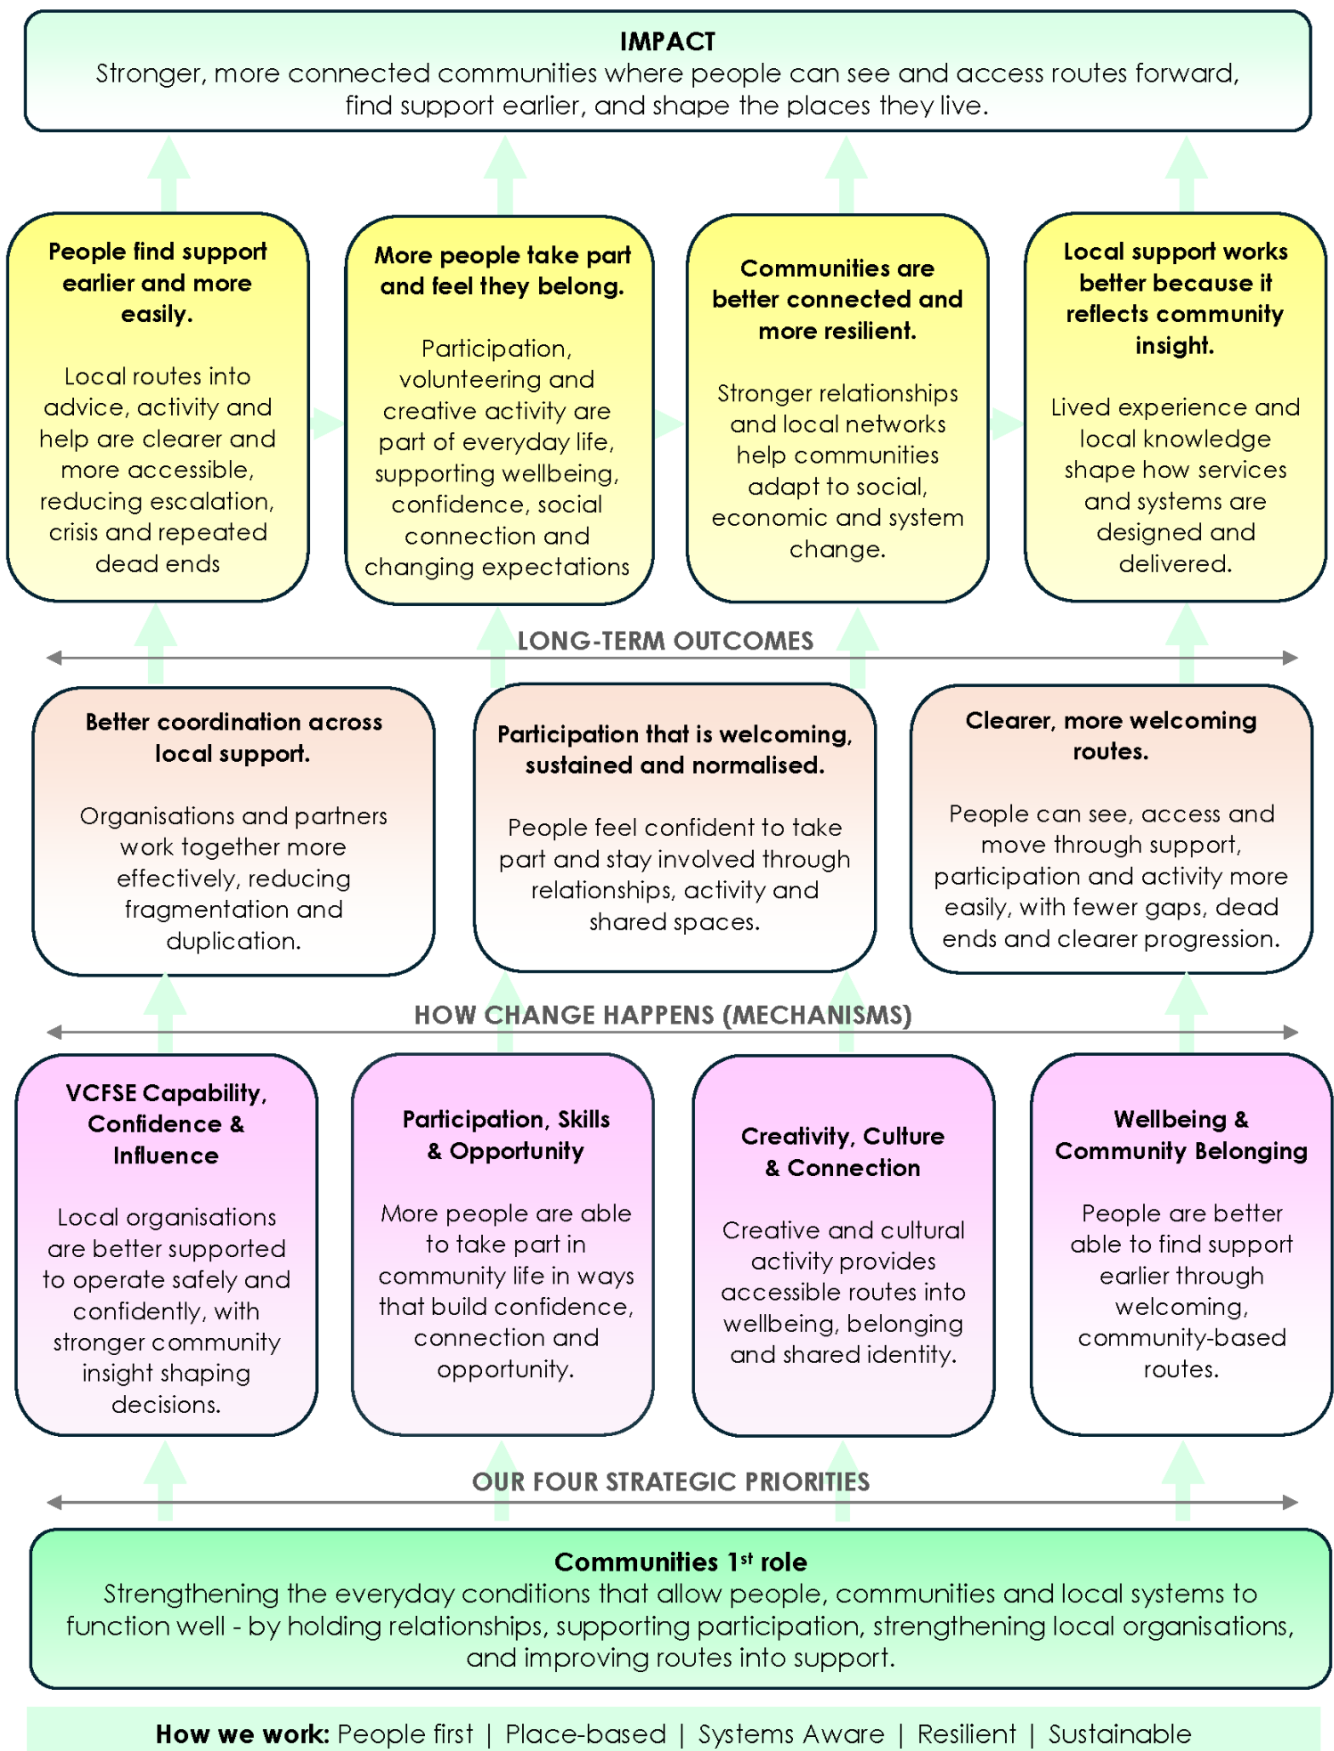 IMPACT
Stronger, more connected communities where people can see and access routes forward,
find support earlier, and shape the places they live.
People find support
earlier and more
easily.
Local routes into
advice, activity and
help are clearer and
more accessible,
reducing escalation,
crisis and repeated
dead ends
More people take part
and feel they belong.
Participation,
volunteering and
creative activity are
part of everyday life,
supporting wellbeing,
confidence, social
connection and
changing expectations
Communities are
better connected and
more resilient.
Stronger relationships
and local networks
help communities
adapt to social,
economic and system
change.
Local support works
better because it
reflects community
insight.
Lived experience and
local knowledge
shape how services
and systems are
designed and
delivered.
LONG-TERM OUTCOMES
Better coordination across
local support.
Organisations and partners
work together more
effectively, reducing
fragmentation and
duplication.
Participation that is welcoming,
sustained and normalised.
People feel confident to take
part and stay involved through
relationships, activity and
shared spaces.
Clearer, more welcoming
routes.
People can see, access and
move through support,
participation and activity more
easily, with fewer gaps, dead
ends and clearer progression.
HOW CHANGE HAPPENS (MECHANISMS)
VCFSE Capability,
Confidence &
Influence
Local organisations
are better supported
to operate safely and
confidently, with
stronger community
insight shaping
decisions.
Participation, Skills
& Opportunity
More people are able
to take part in
community life in ways
that build confidence,
connection and
opportunity.
Creativity, Culture
& Connection
Creative and cultural
activity provides
accessible routes into
wellbeing, belonging
and shared identity.
Wellbeing &
Community Belonging
People are better
able to find support
earlier through
welcoming,
community-based
routes.
OUR FOUR STRATEGIC PRIORITIES
Communities 1st role
Strengthening the everyday conditions that allow people, communities and local systems to
function well - by holding relationships, supporting participation, strengthening local organisations,
and improving routes into support.
How we work: People first | Place-based | Systems Aware | Resilient | Sustainable